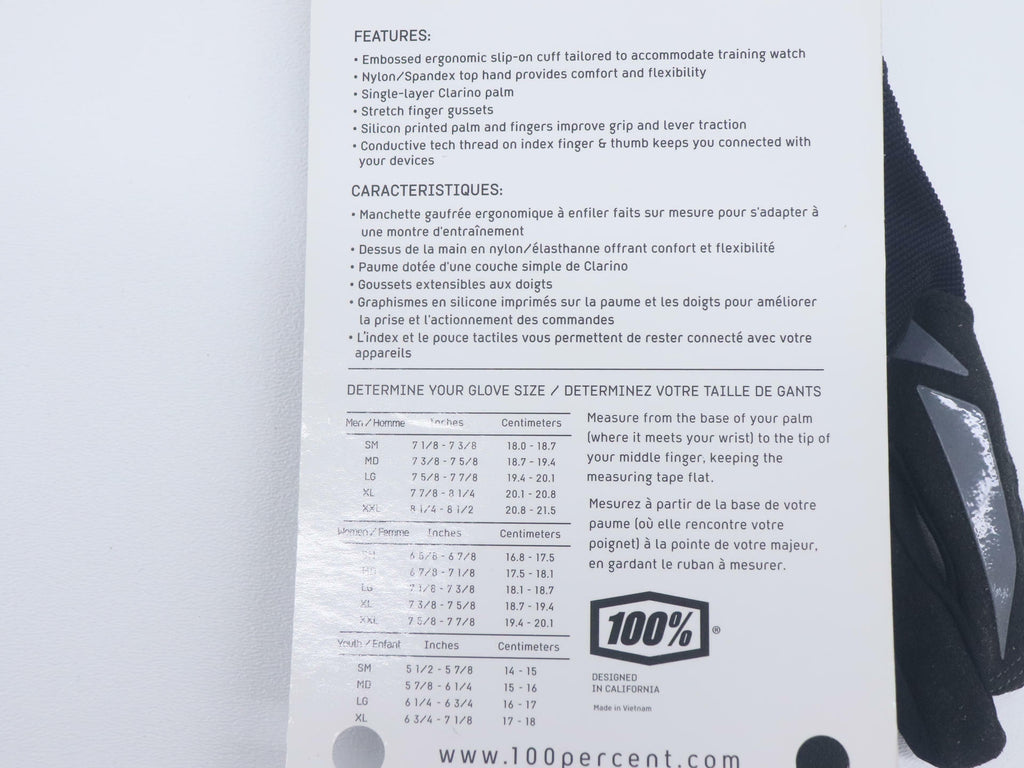 FEATURES:
• Embossed ergonomic slip-on cuff tailored to accommodate training watch
• Nylon/Spandex top hand provides comfort and flexibility
• Single-layer Clarino palm
• Stretch finger gussets
• Silicon printed palm and fingers improve grip and lever traction
• Conductive tech thread on index finger & thumb keeps you connected with
your devices
CARACTERISTIQUES:
• Manchette gaufrée ergonomique à enfiler faits sur mesure pour s'adapter à
une montre d'entraînement
• Dessus de la main en nylon/élasthanne offrant confort et flexibilité
• Paume dotée d'une couche simple de Clarino
• Goussets extensibles aux doigts
• Graphismes en silicone imprimés sur la paume et les doigts pour améliorer
la prise et l'actionnement des commandes
• L'index et le pouce tactiles vous permettent de rester connecté avec votre
appareils
DETERMINE YOUR GLOVE SIZE / DETERMINEZ VOTRE TAILLE DE GANTS
Men / Homme Inches Centimeters
SM 7 1/8 - 7 3/8 18.0 - 18.7
MD 7 3/8 - 7 5/8 18.7 - 19.4
LG 7 5/8 - 7 7/8 19.4 - 20.1
XL 7 7/8 - 8 1/4 20.1 - 20.8
XXL 8 1/4 - 8 1/2 20.8 - 21.5
Women / Femme Inches Centimeters
SM 6 5/8 - 6 7/8 16.8 - 17.5
MD 6 7/8 - 7 1/8 17.5 - 18.1
LG 7 1/8 - 7 3/8 18.1 - 18.7
XL 7 3/8 - 7 5/8 18.7 - 19.4
XXL 7 5/8 - 7 7/8 19.4 - 20.1
Youth / Enfant Inches Centimeters
SM 5 1/2 - 5 7/8 14 - 15
MD 5 7/8 - 6 1/4 15 - 16
LG 6 1/4 - 6 3/4 16 - 17
XL 6 3/4 - 7 1/8 17 - 18
Measure from the base of your palm
(where it meets your wrist) to the tip of
your middle finger, keeping the
measuring tape flat.
Mesurez à partir de la base de votre
paume (où elle rencontre votre
poignet) à la pointe de votre majeur,
en gardant le ruban à mesurer.
100% ®
DESIGNED
IN CALIFORNIA
Made in Vietnam
www.100percent.com